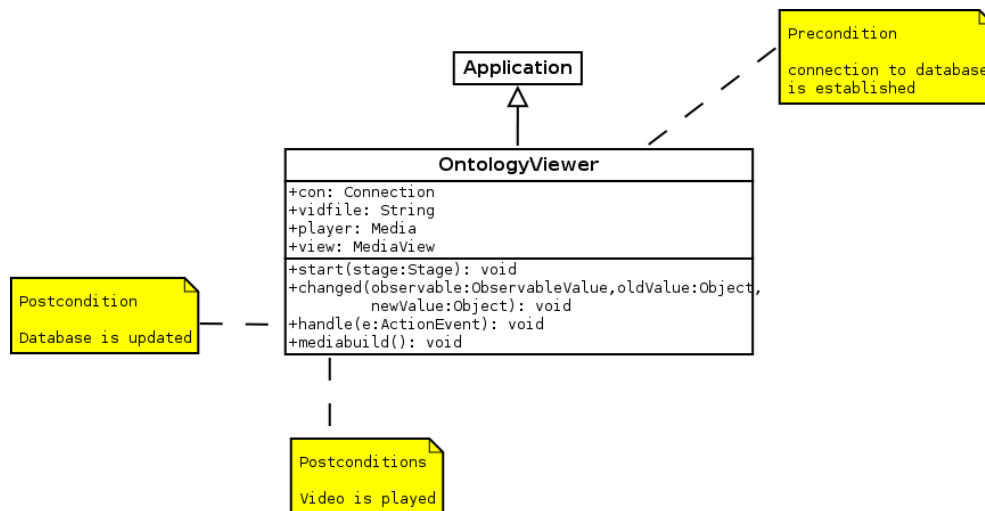 Precondition
connection to database
is established
Application
OntologyViewer
+con: Connection
+vidfile: String
+player: Media
+view: MediaView
+start(stage:Stage): void
+changed(observable:ObservableValue,oldValue:Object,
newValue:Object): void
+handle(e:ActionEvent): void
+mediabuild(): void
Postcondition
Database is updated
Postconditions
Video is played